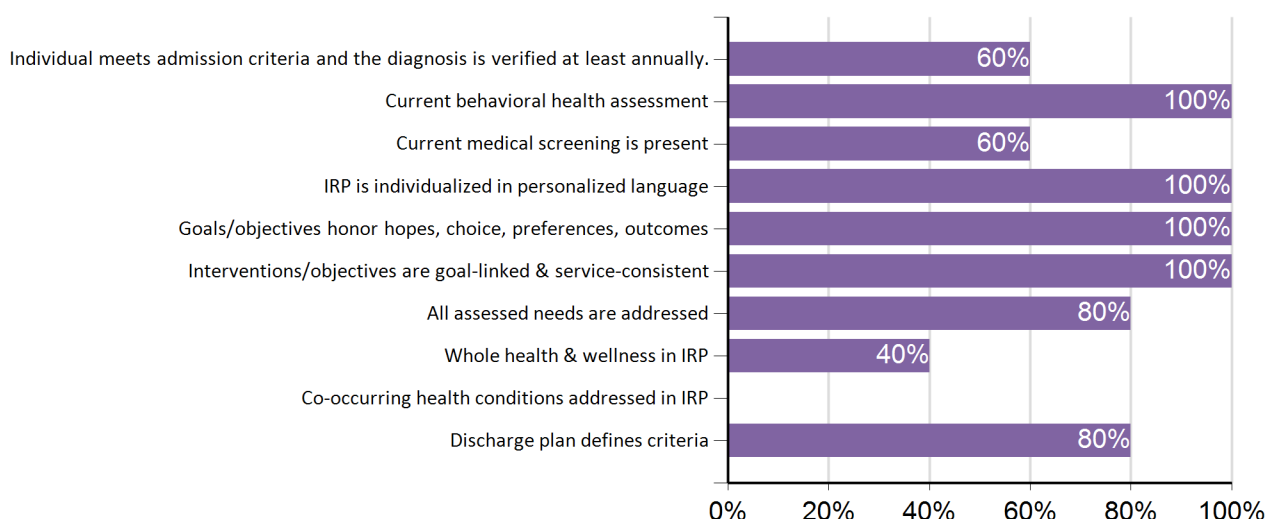 Individual meets admission criteria and the diagnosis is verified at least annually. 60%
Current behavioral health assessment 100%
Current medical screening is present 60%
IRP is individualized in personalized language 100%
Goals/objectives honor hopes, choice, preferences, outcomes 100%
Interventions/objectives are goal-linked & service-consistent 100%
All assessed needs are addressed 80%
Whole health & wellness in IRP 40%
Co-occurring health conditions addressed in IRP
Discharge plan defines criteria 80%
0% 20% 40% 60% 80% 100%